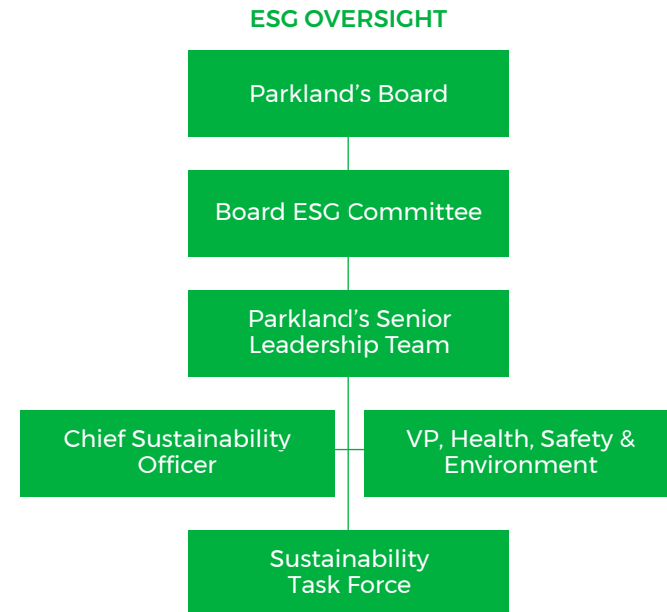 ESG OVERSIGHT
Parkland’s Board
Board ESG Committee
Parkland’s Senior
Leadership Team
Chief Sustainability
Officer
VP, Health, Safety &
Environment
Sustainability
Task Force